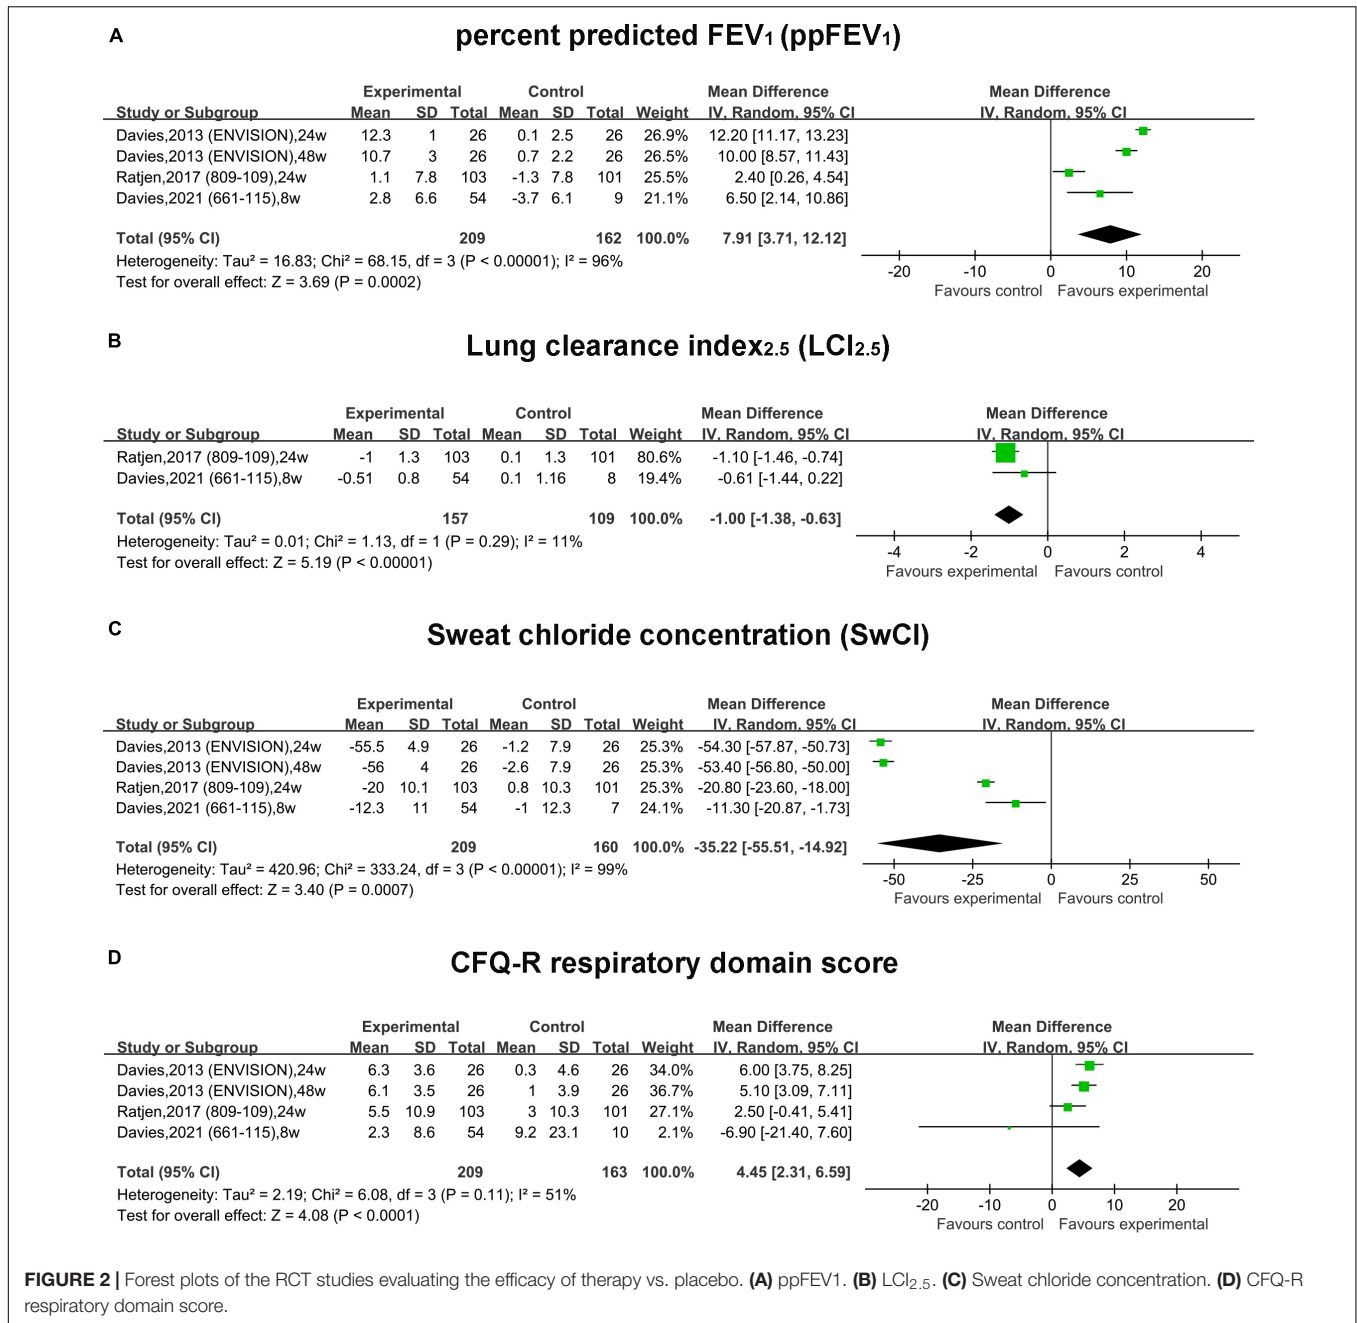 A
percent predicted FEV₁ (ppFEV₁)
Experimental Control Mean Difference Mean Difference
Study or Subgroup Mean SD Total Mean SD Total Weight IV, Random, 95% CI IV, Random, 95% CI
Davies,2013 (ENVISION),24w 12.3 1 26 0.1 2.5 26 26.9% 12.20 [11.17, 13.23]
Davies,2013 (ENVISION),48w 10.7 3 26 0.7 2.2 26 26.5% 10.00 [8.57, 11.43]
Ratjen,2017 (809-109),24w 1.1 7.8 103 -1.3 7.8 101 25.5% 2.40 [0.26, 4.54]
Davies,2021 (661-115),8w 2.8 6.6 54 -3.7 6.1 9 21.1% 6.50 [2.14, 10.86]
Total (95% CI) 209 162 100.0% 7.91 [3.71, 12.12]
Heterogeneity: Tau² = 16.83; Chi² = 68.15, df = 3 (P < 0.00001); I² = 96%
Test for overall effect: Z = 3.69 (P = 0.0002)
-20 -10 0 10 20
Favours control Favours experimental
B
Lung clearance index2.5 (LCI2.5)
Experimental Control Mean Difference Mean Difference
Study or Subgroup Mean SD Total Mean SD Total Weight IV, Random, 95% CI IV, Random, 95% CI
Ratjen,2017 (809-109),24w -1 1.3 103 0.1 1.3 101 80.6% -1.10 [-1.46, -0.74]
Davies,2021 (661-115),8w -0.51 0.8 54 0.1 1.16 8 19.4% -0.61 [-1.44, 0.22]
Total (95% CI) 157 109 100.0% -1.00 [-1.38, -0.63]
Heterogeneity: Tau² = 0.01; Chi² = 1.13, df = 1 (P = 0.29); I² = 11%
Test for overall effect: Z = 5.19 (P < 0.00001)
-4 -2 0 2 4
Favours experimental Favours control
C
Sweat chloride concentration (SwCl)
Experimental Control Mean Difference Mean Difference
Study or Subgroup Mean SD Total Mean SD Total Weight IV, Random, 95% CI IV, Random, 95% CI
Davies,2013 (ENVISION),24w -55.5 4.9 26 -1.2 7.9 26 25.3% -54.30 [-57.87, -50.73]
Davies,2013 (ENVISION),48w -56 4 26 -2.6 7.9 26 25.3% -53.40 [-56.80, -50.00]
Ratjen,2017 (809-109),24w -20 10.1 103 0.8 10.3 101 25.3% -20.80 [-23.60, -18.00]
Davies,2021 (661-115),8w -12.3 11 54 -1 12.3 7 24.1% -11.30 [-20.87, -1.73]
Total (95% CI) 209 160 100.0% -35.22 [-55.51, -14.92]
Heterogeneity: Tau² = 420.96; Chi² = 333.24, df = 3 (P < 0.00001); I² = 99%
Test for overall effect: Z = 3.40 (P = 0.0007)
-50 -25 0 25 50
Favours experimental Favours control
D
CFQ-R respiratory domain score
Experimental Control Mean Difference Mean Difference
Study or Subgroup Mean SD Total Mean SD Total Weight IV, Random, 95% CI IV, Random, 95% CI
Davies,2013 (ENVISION),24w 6.3 3.6 26 0.3 4.6 26 34.0% 6.00 [3.75, 8.25]
Davies,2013 (ENVISION),48w 6.1 3.5 26 1 3.9 26 36.7% 5.10 [3.09, 7.11]
Ratjen,2017 (809-109),24w 5.5 10.9 103 3 10.3 101 27.1% 2.50 [-0.41, 5.41]
Davies,2021 (661-115),8w 2.3 8.6 54 9.2 23.1 10 2.1% -6.90 [-21.40, 7.60]
Total (95% CI) 209 163 100.0% 4.45 [2.31, 6.59]
Heterogeneity: Tau² = 2.19; Chi² = 6.08, df = 3 (P = 0.11); I² = 51%
Test for overall effect: Z = 4.08 (P < 0.0001)
-20 -10 0 10 20
Favours control Favours experimental
FIGURE 2 | Forest plots of the RCT studies evaluating the efficacy of therapy vs. placebo. (A) ppFEV1. (B) LCI₂.₅. (C) Sweat chloride concentration. (D) CFQ-R
respiratory domain score.